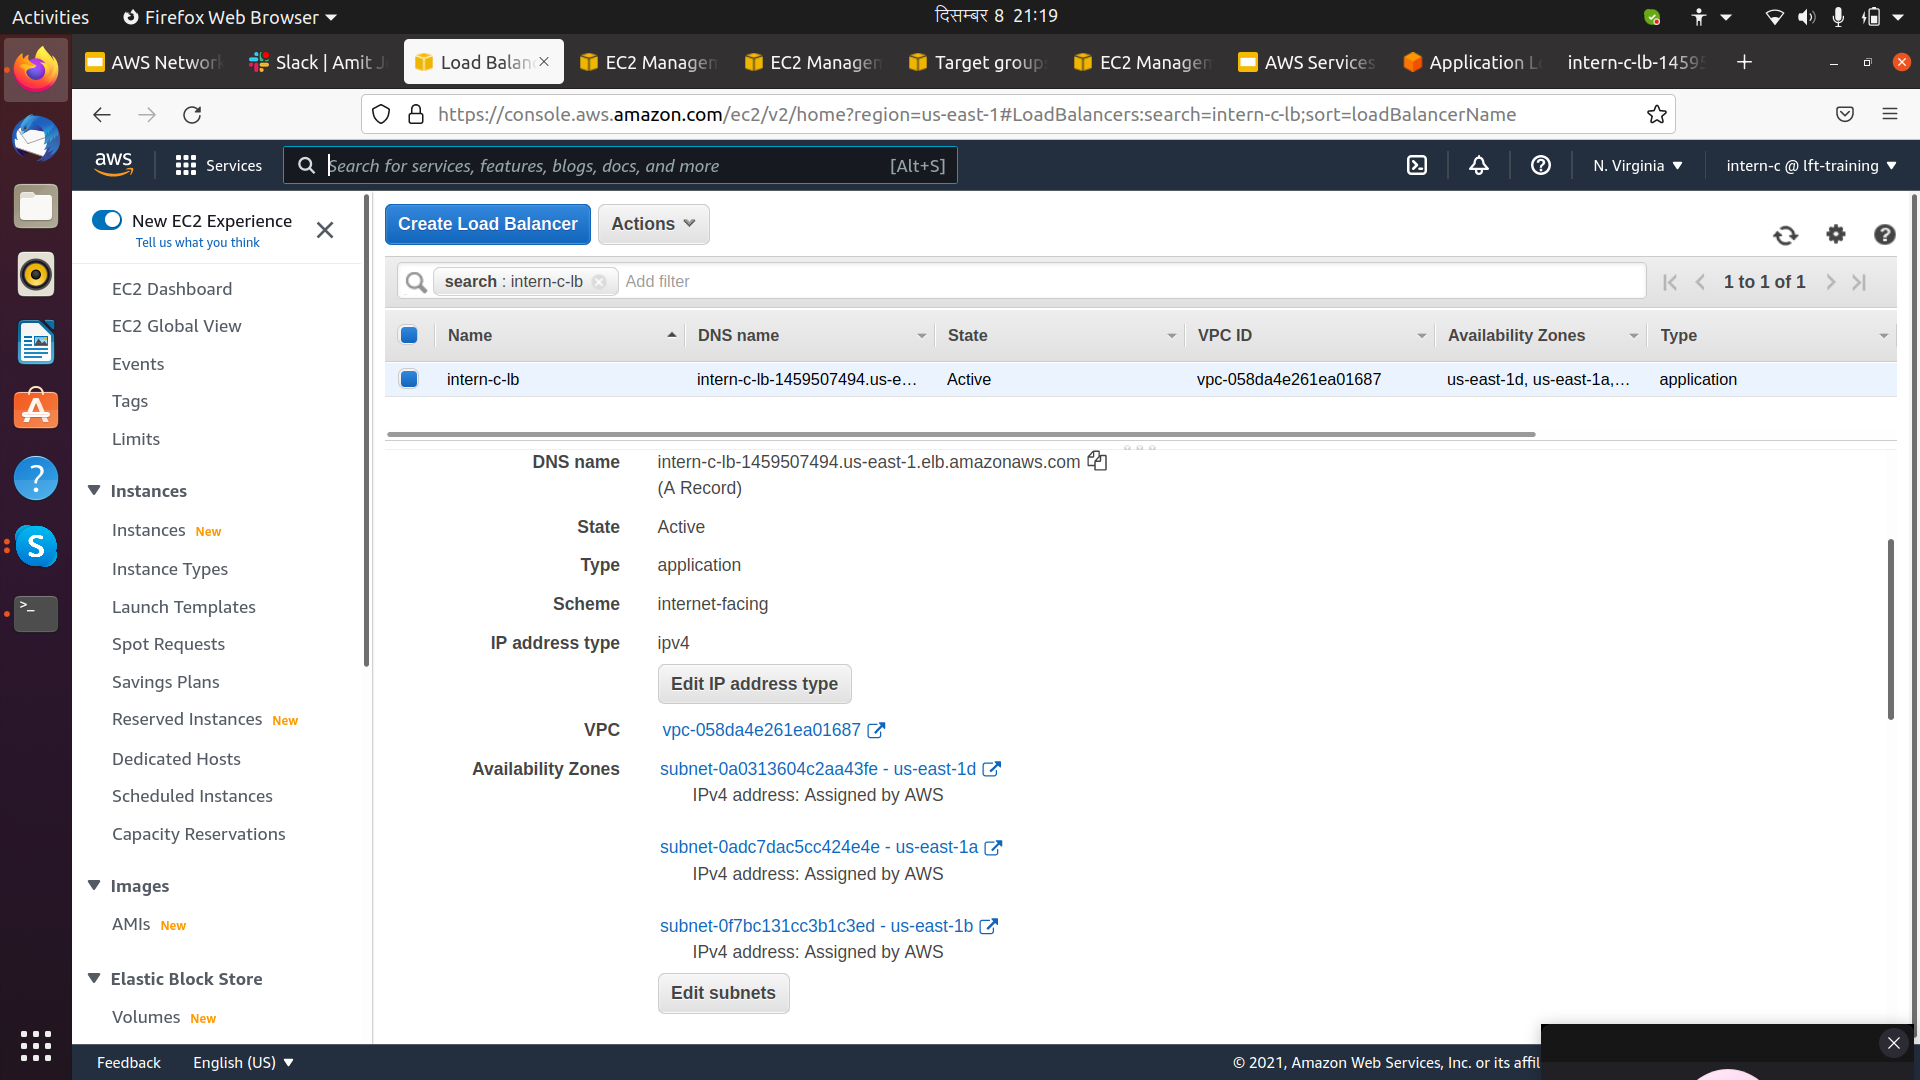 Activities Firefox Web Browser दिसम्बर 8 21:19
AWS Network Slack | Amit J Load Balan EC2 Managem EC2 Managem Target group EC2 Managem AWS Services Application Lo intern-c-lb-1459
https://console.aws.amazon.com/ec2/v2/home?region=us-east-1#LoadBalancers:search=intern-c-lb;sort=loadBalancerName
aws Services Search for services, features, blogs, docs, and more [Alt+S] N. Virginia intern-c @ lft-training
New EC2 Experience
Tell us what you think
EC2 Dashboard
EC2 Global View
Events
Tags
Limits
Instances
Instances New
Instance Types
Launch Templates
Spot Requests
Savings Plans
Reserved Instances New
Dedicated Hosts
Scheduled Instances
Capacity Reservations
Images
AMIs New
Elastic Block Store
Volumes New
Create Load Balancer Actions
search : intern-c-lb Add filter 1 to 1 of 1
Name DNS name State VPC ID Availability Zones Type
intern-c-lb intern-c-lb-1459507494.us-e… Active vpc-058da4e261ea01687 us-east-1d, us-east-1a,… application
DNS name intern-c-lb-1459507494.us-east-1.elb.amazonaws.com
(A Record)
State Active
Type application
Scheme internet-facing
IP address type ipv4
Edit IP address type
VPC vpc-058da4e261ea01687
Availability Zones subnet-0a0313604c2aa43fe - us-east-1d
IPv4 address: Assigned by AWS
subnet-0adc7dac5cc424e4e - us-east-1a
IPv4 address: Assigned by AWS
subnet-0f7bc131cc3b1c3ed - us-east-1b
IPv4 address: Assigned by AWS
Edit subnets
Feedback English (US) © 2021, Amazon Web Services, Inc. or its affil